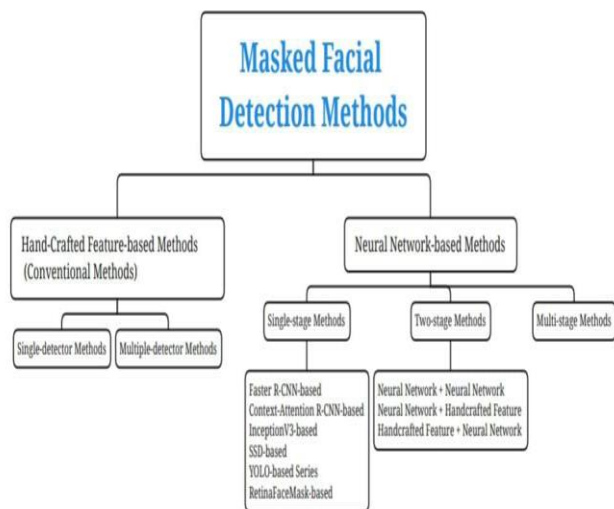 Masked Facial
Detection Methods
Hand-Crafted Feature-based Methods
(Conventional Methods)
Neural Network-based Methods
Single-detector Methods
Multiple-detector Methods
Single-stage Methods
Two-stage Methods
Multi-stage Methods
Faster R-CNN-based
Context-Attention R-CNN-based
InceptionV3-based
SSD-based
YOLO-based Series
RetinaFaceMask-based
Neural Network + Neural Network
Neural Network + Handcrafted Feature
Handcrafted Feature + Neural Network